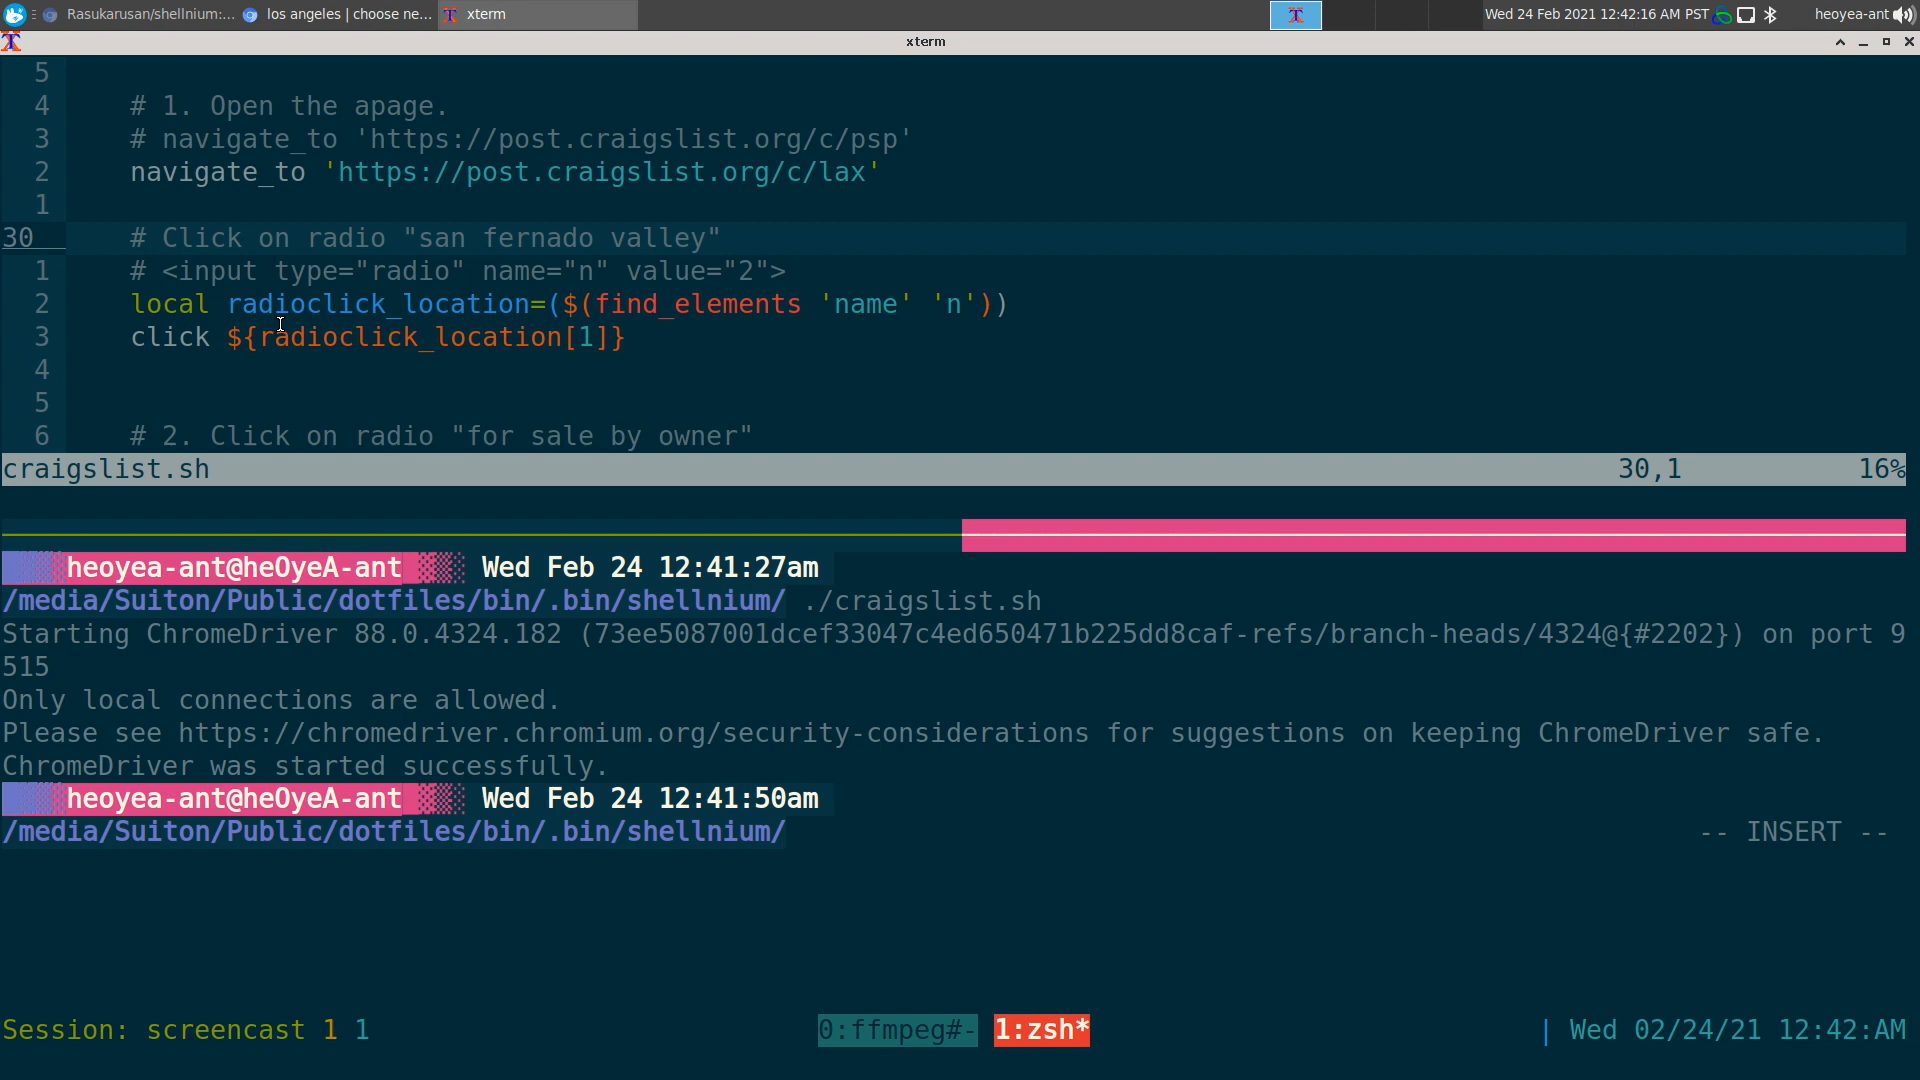 Rasukarusan/shellnium:... los angeles | choose ne... xterm Wed 24 Feb 2021 12:42:16 AM PST heoyea-ant
xterm
5
4 # 1. Open the apage.
3 # navigate_to 'https://post.craigslist.org/c/psp'
2 navigate_to 'https://post.craigslist.org/c/lax'
1
30 # Click on radio "san fernado valley"
1 # <input type="radio" name="n" value="2">
2 local radioclick_location=($(find_elements 'name' 'n'))
3 click ${radioclick_location[1]}
4
5
6 # 2. Click on radio "for sale by owner"
craigslist.sh 30,1 16%
heoyea-ant@heOyeA-ant Wed Feb 24 12:41:27am
/media/Suiton/Public/dotfiles/bin/.bin/shellnium/ ./craigslist.sh
Starting ChromeDriver 88.0.4324.182 (73ee5087001dcef33047c4ed650471b225dd8caf-refs/branch-heads/4324@{#2202}) on port 9
515
Only local connections are allowed.
Please see https://chromedriver.chromium.org/security-considerations for suggestions on keeping ChromeDriver safe.
ChromeDriver was started successfully.
heoyea-ant@heOyeA-ant Wed Feb 24 12:41:50am
/media/Suiton/Public/dotfiles/bin/.bin/shellnium/ -- INSERT --
Session: screencast 1 1 0:ffmpeg#- 1:zsh* | Wed 02/24/21 12:42:AM